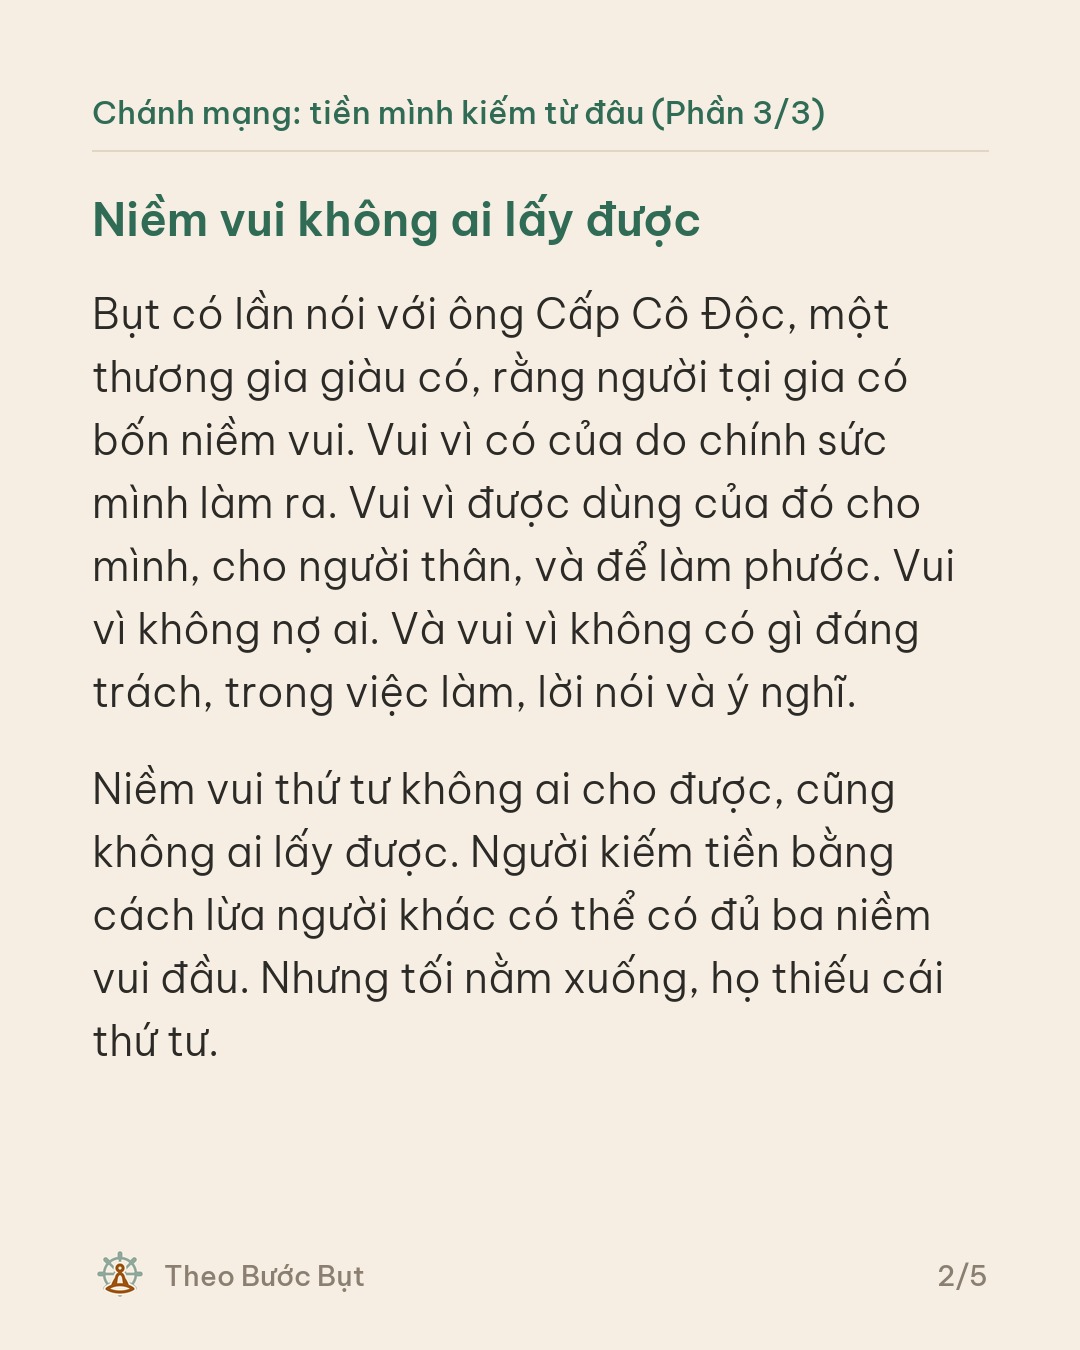 Chánh mạng: tiền mình kiếm từ đâu (Phần 3/3)
Niềm vui không ai lấy được
Bụt có lần nói với ông Cấp Cô Độc, một
thương gia giàu có, rằng người tại gia có
bốn niềm vui. Vui vì có của do chính sức
mình làm ra. Vui vì được dùng của đó cho
mình, cho người thân, và để làm phước. Vui
vì không nợ ai. Và vui vì không có gì đáng
trách, trong việc làm, lời nói và ý nghĩ.
Niềm vui thứ tư không ai cho được, cũng
không ai lấy được. Người kiếm tiền bằng
cách lừa người khác có thể có đủ ba niềm
vui đầu. Nhưng tối nằm xuống, họ thiếu cái
thứ tư.
Theo Bước Bụt
2/5